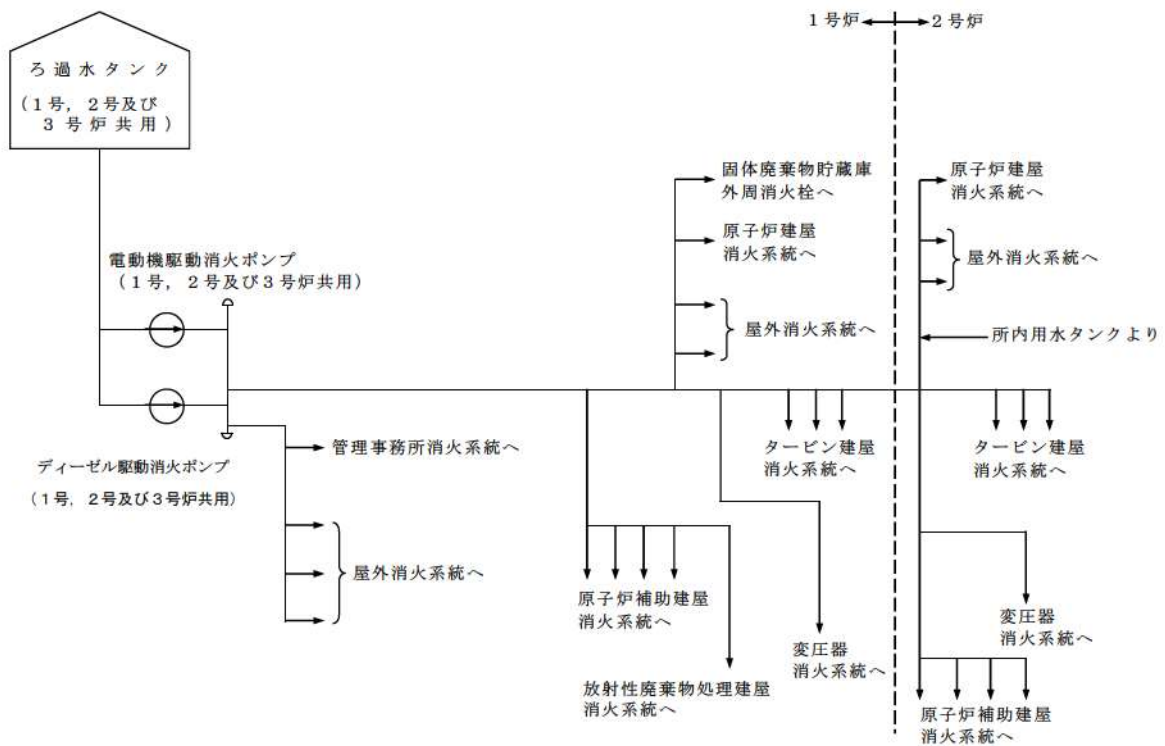 1号炉
2号炉
ろ過水タンク
(1号,2号及び
3号炉共用)
固体廃棄物貯蔵庫
外周消火栓へ
原子炉建屋
消火系統へ
原子炉建屋
消火系統へ
屋外消火系統へ
電動機駆動消火ポンプ
(1号,2号及び3号炉共用)
屋外消火系統へ
所内用水タンクより
管理事務所消火系統へ
タービン建屋
消火系統へ
タービン建屋
消火系統へ
ディーゼル駆動消火ポンプ
(1号,2号及び3号炉共用)
屋外消火系統へ
原子炉補助建屋
消火系統へ
変圧器
消火系統へ
変圧器
消火系統へ
放射性廃棄物処理建屋
消火系統へ
原子炉補助建屋
消火系統へ